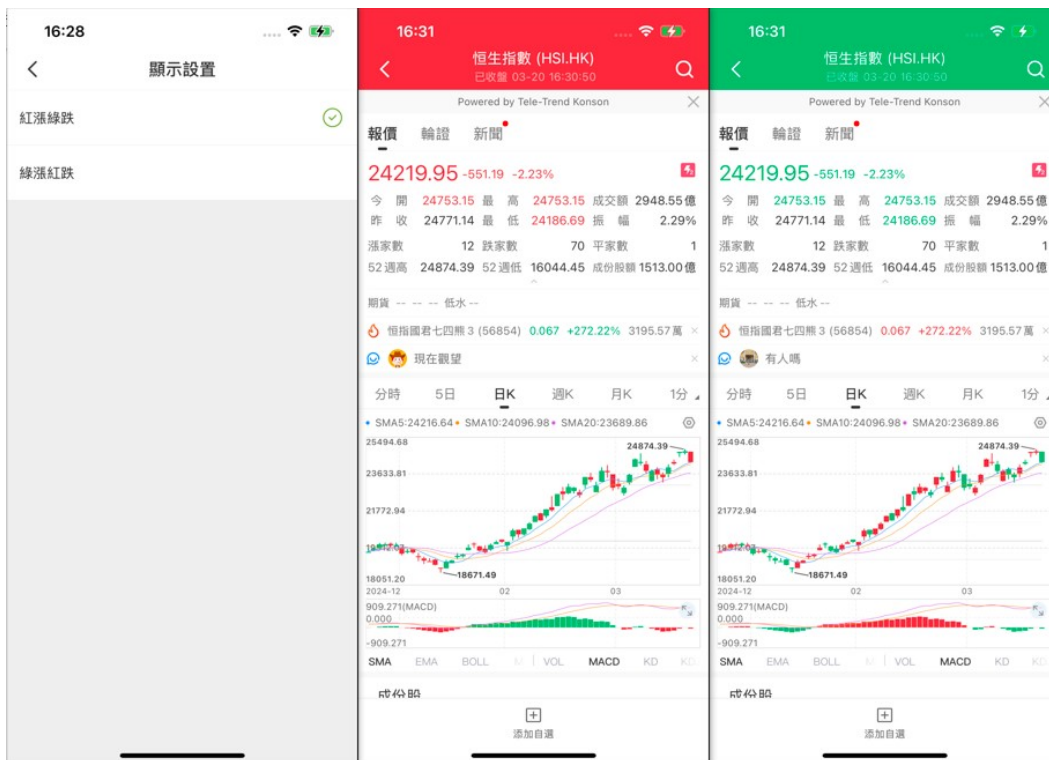 16:28
顯示設置
紅漲綠跌
綠漲紅跌
16:31
恒生指數 (HSI.HK)
已收盤 03-20 16:30:50
Powered by Tele-Trend Konson
報價 輪證 新聞
24219.95 -551.19 -2.23%
今開 24753.15 最高 24753.15 成交額 2948.55億
昨收 24771.14 最低 24186.69 振幅 2.29%
漲家數 12 跌家數 70 平家數 1
52週高 24874.39 52週低 16044.45 成份股額 1513.00億
期貨 -- -- -- 低水 --
恒指國君七四熊3 (56854) 0.067 +272.22% 3195.57萬
現在觀望
分時 5日 日K 週K 月K 1分
SMA5:24216.64 SMA10:24096.98 SMA20:23689.86
25494.68
24874.39
23633.81
21772.94
18671.49
18051.20
2024-12 02 03
909.271(MACD)
0.000
-909.271
SMA EMA BOLL M VOL MACD KD KD
成份股
添加自選
16:31
恒生指數 (HSI.HK)
已收盤 03-20 16:30:50
Powered by Tele-Trend Konson
報價 輪證 新聞
24219.95 -551.19 -2.23%
今開 24753.15 最高 24753.15 成交額 2948.55億
昨收 24771.14 最低 24186.69 振幅 2.29%
漲家數 12 跌家數 70 平家數 1
52週高 24874.39 52週低 16044.45 成份股額 1513.00億
期貨 -- -- -- 低水 --
恒指國君七四熊3 (56854) 0.067 +272.22% 3195.57萬
有人嗎
分時 5日 日K 週K 月K 1分
SMA5:24216.64 SMA10:24096.98 SMA20:23689.86
25494.68
24874.39
23633.81
21772.94
18671.49
18051.20
2024-12 02 03
909.271(MACD)
0.000
-909.271
SMA EMA BOLL M VOL MACD KD KD
成份股
添加自選